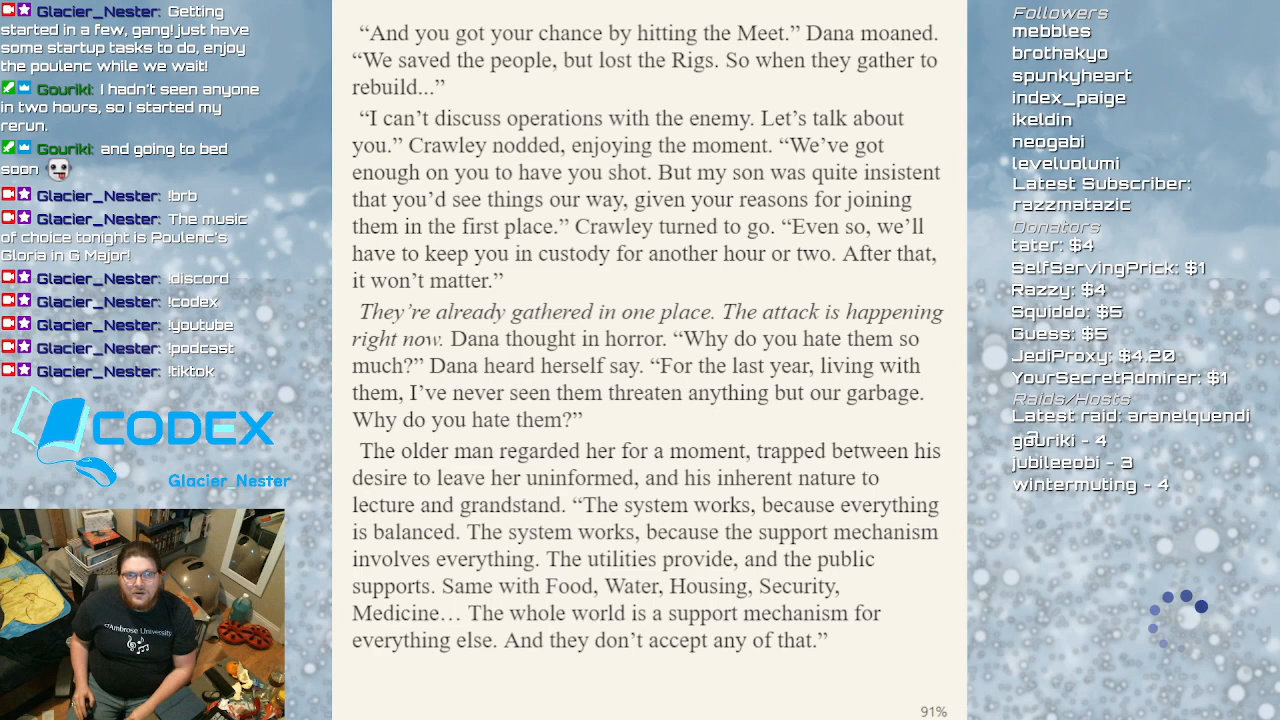 Glacier_Nester: Getting
started in a few, gang! just have
some startup tasks to do, enjoy
the poulenc while we wait!
Gouriki: I hadn't seen anyone
in two hours, so I started my
rerun.
Gouriki: and going to bed
soon
Glacier_Nester: !brb
Glacier_Nester: The music
of choice tonight is Poulenc's
Gloria in G Major!
Glacier_Nester: !discord
Glacier_Nester: !codex
Glacier_Nester: !youtube
Glacier_Nester: !podcast
Glacier_Nester: !tiktok
CODEX
Glacier_Nester
St. Ambrose University
“And you got your chance by hitting the Meet.” Dana moaned.
“We saved the people, but lost the Rigs. So when they gather to
rebuild...”
“I can’t discuss operations with the enemy. Let’s talk about
you.” Crawley nodded, enjoying the moment. “We’ve got
enough on you to have you shot. But my son was quite insistent
that you’d see things our way, given your reasons for joining
them in the first place.” Crawley turned to go. “Even so, we’ll
have to keep you in custody for another hour or two. After that,
it won’t matter.”
They’re already gathered in one place. The attack is happening
right now. Dana thought in horror. “Why do you hate them so
much?” Dana heard herself say. “For the last year, living with
them, I’ve never seen them threaten anything but our garbage.
Why do you hate them?”
The older man regarded her for a moment, trapped between his
desire to leave her uninformed, and his inherent nature to
lecture and grandstand. “The system works, because everything
is balanced. The system works, because the support mechanism
involves everything. The utilities provide, and the public
supports. Same with Food, Water, Housing, Security,
Medicine… The whole world is a support mechanism for
everything else. And they don’t accept any of that.”
91%
Followers
mebbles
brothakyo
spunkyheart
index_paige
ikeldin
neogabi
leveluolumi
Latest Subscriber:
razzmatazic
Donators
tater: $4
SelfServingPrick: $1
Razzy: $4
Squiddo: $5
Guess: $5
JediProxy: $4.20
YourSecretAdmirer: $1
Raids/Hosts
Latest raid: aranelquendi
gouriki - 4
jubileeobi - 3
wintermuting - 4